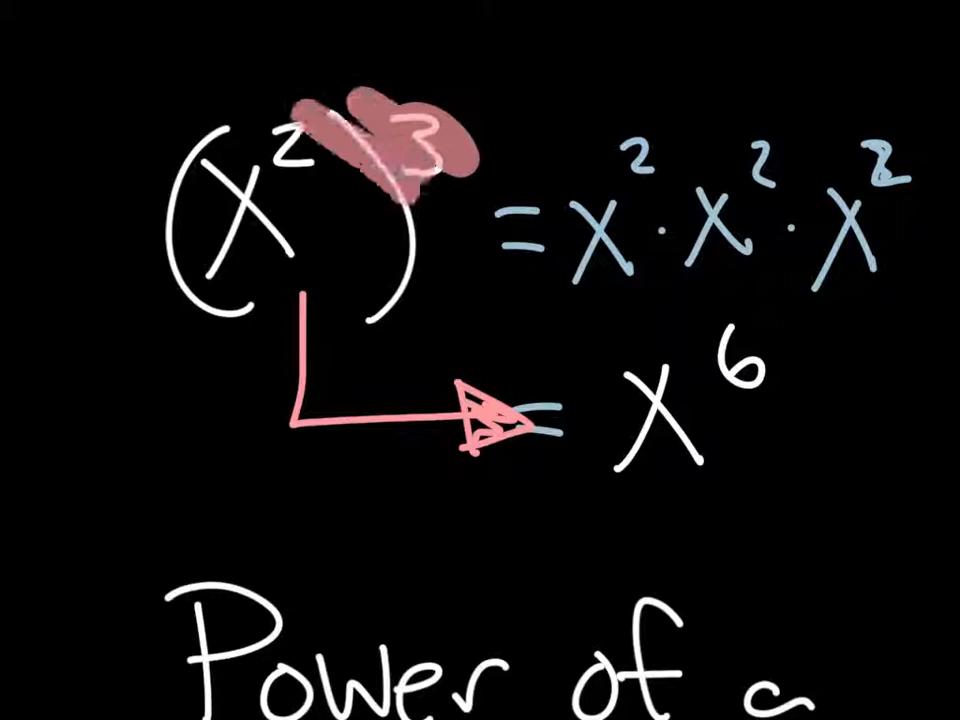 (x²)³ = x² · x² · x²
= x⁶
Power of a